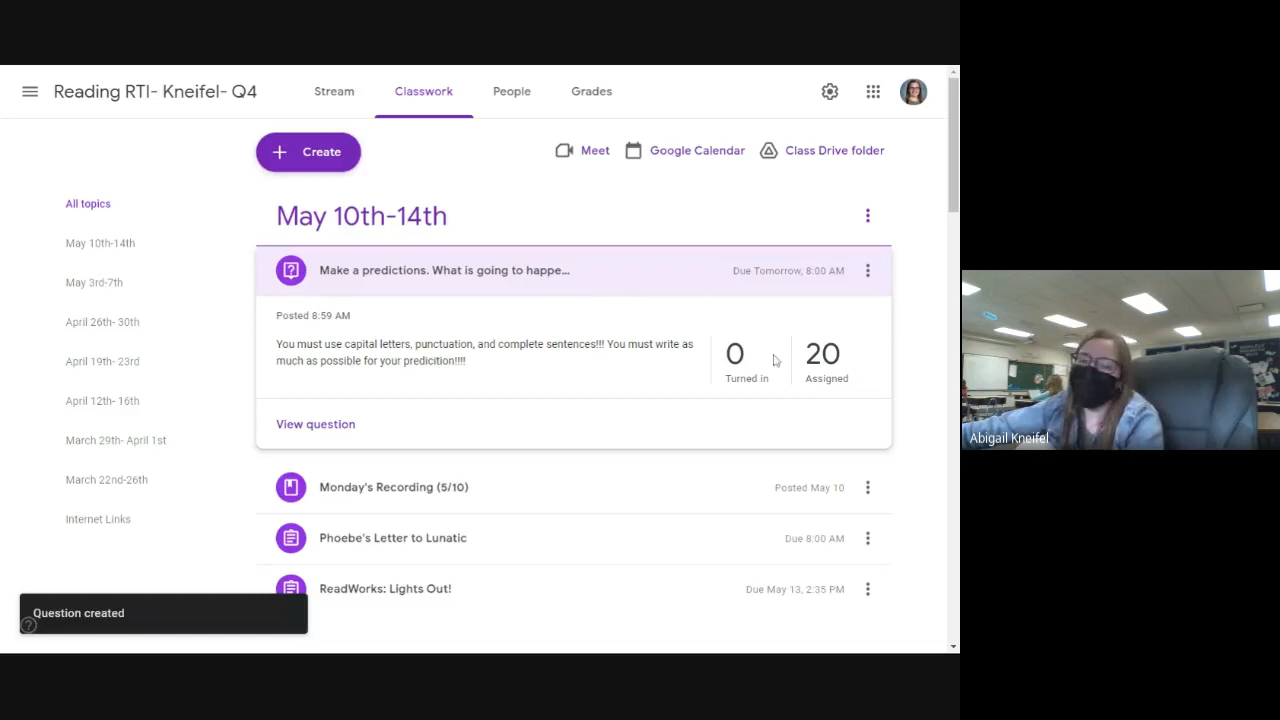 Reading RTI- Kneifel- Q4
Stream
Classwork
People
Grades
Create
Meet
Google Calendar
Class Drive folder
All topics
May 10th-14th
May 3rd-7th
April 26th- 30th
April 19th- 23rd
April 12th- 16th
March 29th- April 1st
March 22nd-26th
Internet Links
May 10th-14th
Make a predictions. What is going to happe...
Due Tomorrow, 8:00 AM
Posted 8:59 AM
You must use capital letters, punctuation, and complete sentences!!! You must write as
much as possible for your predicition!!!!
0
Turned in
20
Assigned
View question
Monday's Recording (5/10)
Posted May 10
Phoebe's Letter to Lunatic
Due 8:00 AM
ReadWorks: Lights Out!
Due May 13, 2:35 PM
Question created
Abigail Kneifel